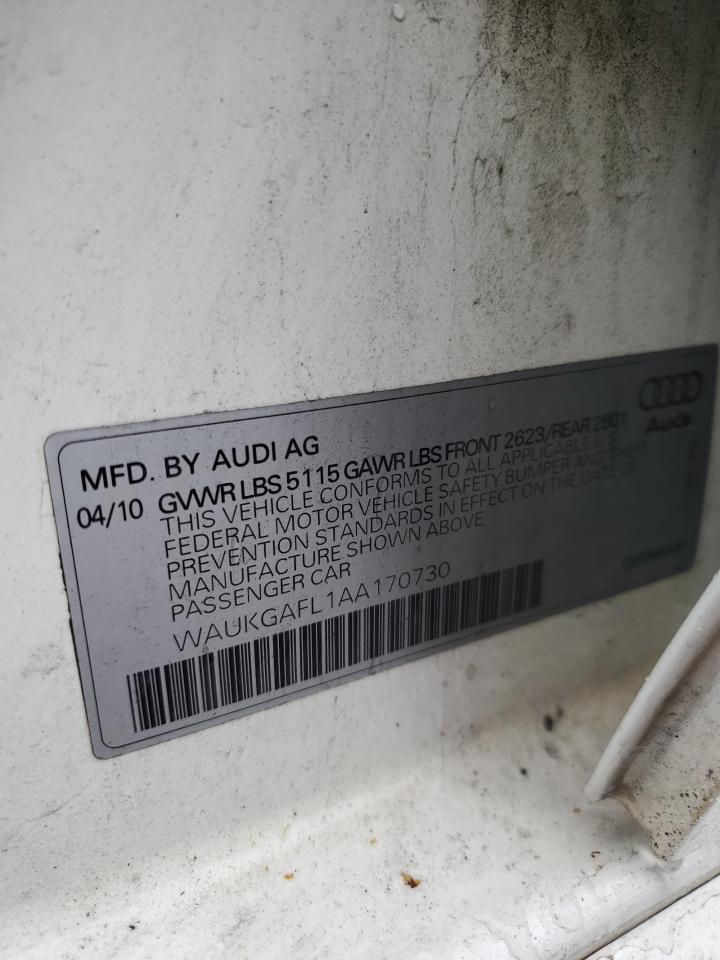 MFD. BY AUDI AG
Audi
04/10 GVWR LBS 5115 GAWR LBS FRONT 2623/REAR 2601
THIS VEHICLE CONFORMS TO ALL APPLICABLE U.S.
FEDERAL MOTOR VEHICLE SAFETY, BUMPER AND THEFT
PREVENTION STANDARDS IN EFFECT ON THE DATE OF
MANUFACTURE SHOWN ABOVE
PASSENGER CAR
GERMANY
WAUKGAFL1AA170730